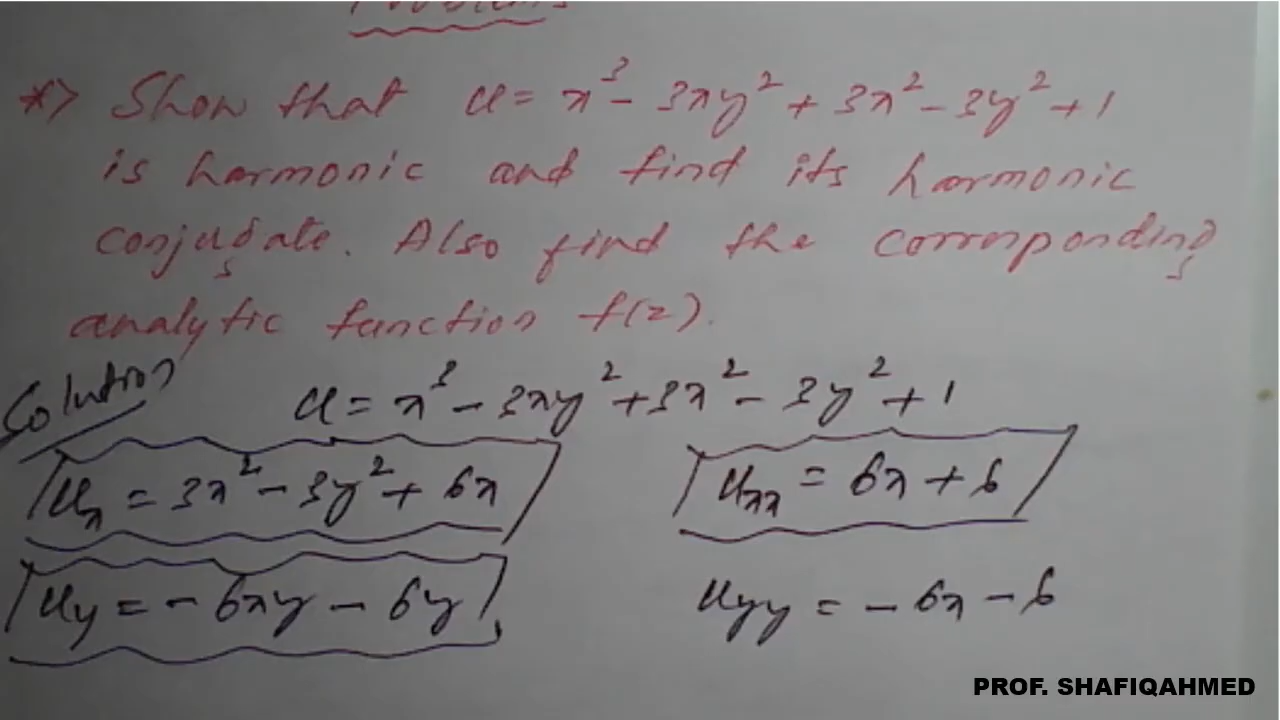 Problems
*) Show that u = x³ - 3xy² + 3x² - 3y² + 1
is harmonic and find its harmonic
conjugate. Also find the corresponding
analytic function f(z).
Solution
u = x³ - 3xy² + 3x² - 3y² + 1
uₓ = 3x² - 3y² + 6x
uₓₓ = 6x + 6
u_y = - 6xy - 6y
u_yy = - 6x - 6
PROF. SHAFIQAHMED